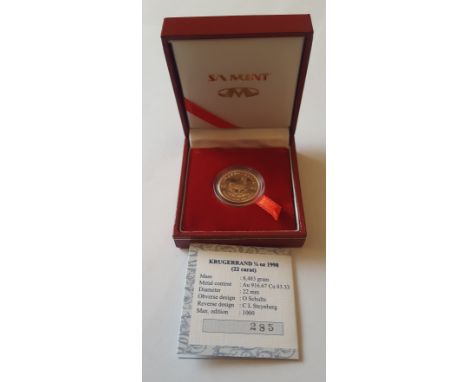 SA MINT
KRUGERRAND ¼ oz 1998
(22 carat)
Mass : 8,483 gram
Metal content : Au 916,67 Cu 83.33
Diameter : 22 mm
Obverse design : O Schultz
Reverse design : C L Steynberg
Max. edition : 1000
285